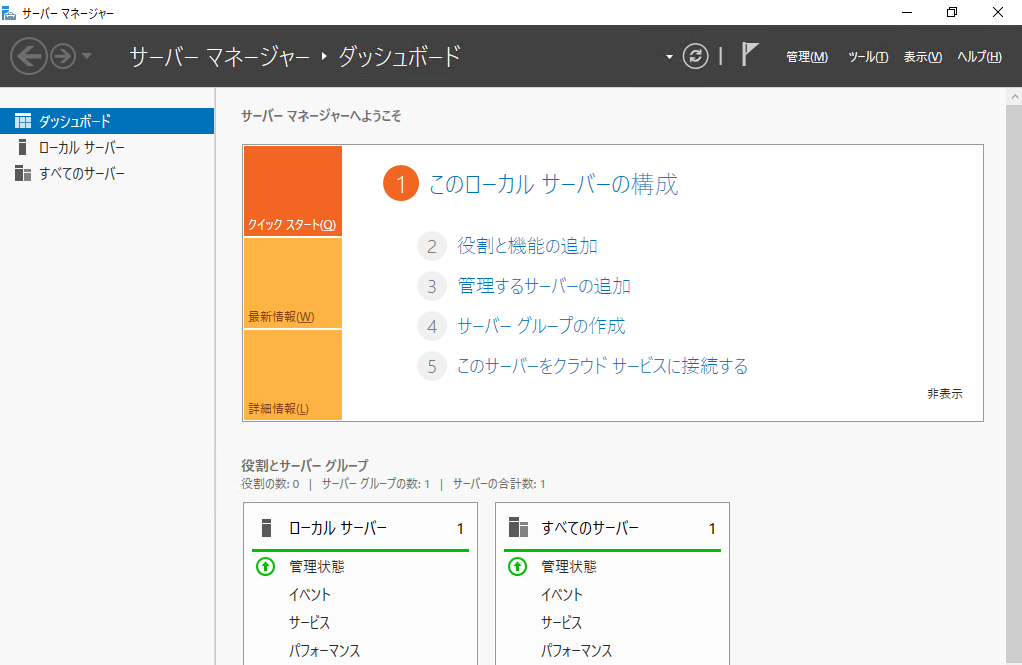 サーバー マネージャー
サーバー マネージャー ‣ ダッシュボード
管理(M) ツール(T) 表示(V) ヘルプ(H)
ダッシュボード
ローカル サーバー
すべてのサーバー
サーバー マネージャーへようこそ
クイック スタート(Q)
最新情報(W)
詳細情報(L)
1 このローカル サーバーの構成
2 役割と機能の追加
3 管理するサーバーの追加
4 サーバー グループの作成
5 このサーバーをクラウド サービスに接続する
非表示
役割とサーバー グループ
役割の数: 0 | サーバー グループの数: 1 | サーバーの合計数: 1
ローカル サーバー 1
管理状態
イベント
サービス
パフォーマンス
すべてのサーバー 1
管理状態
イベント
サービス
パフォーマンス